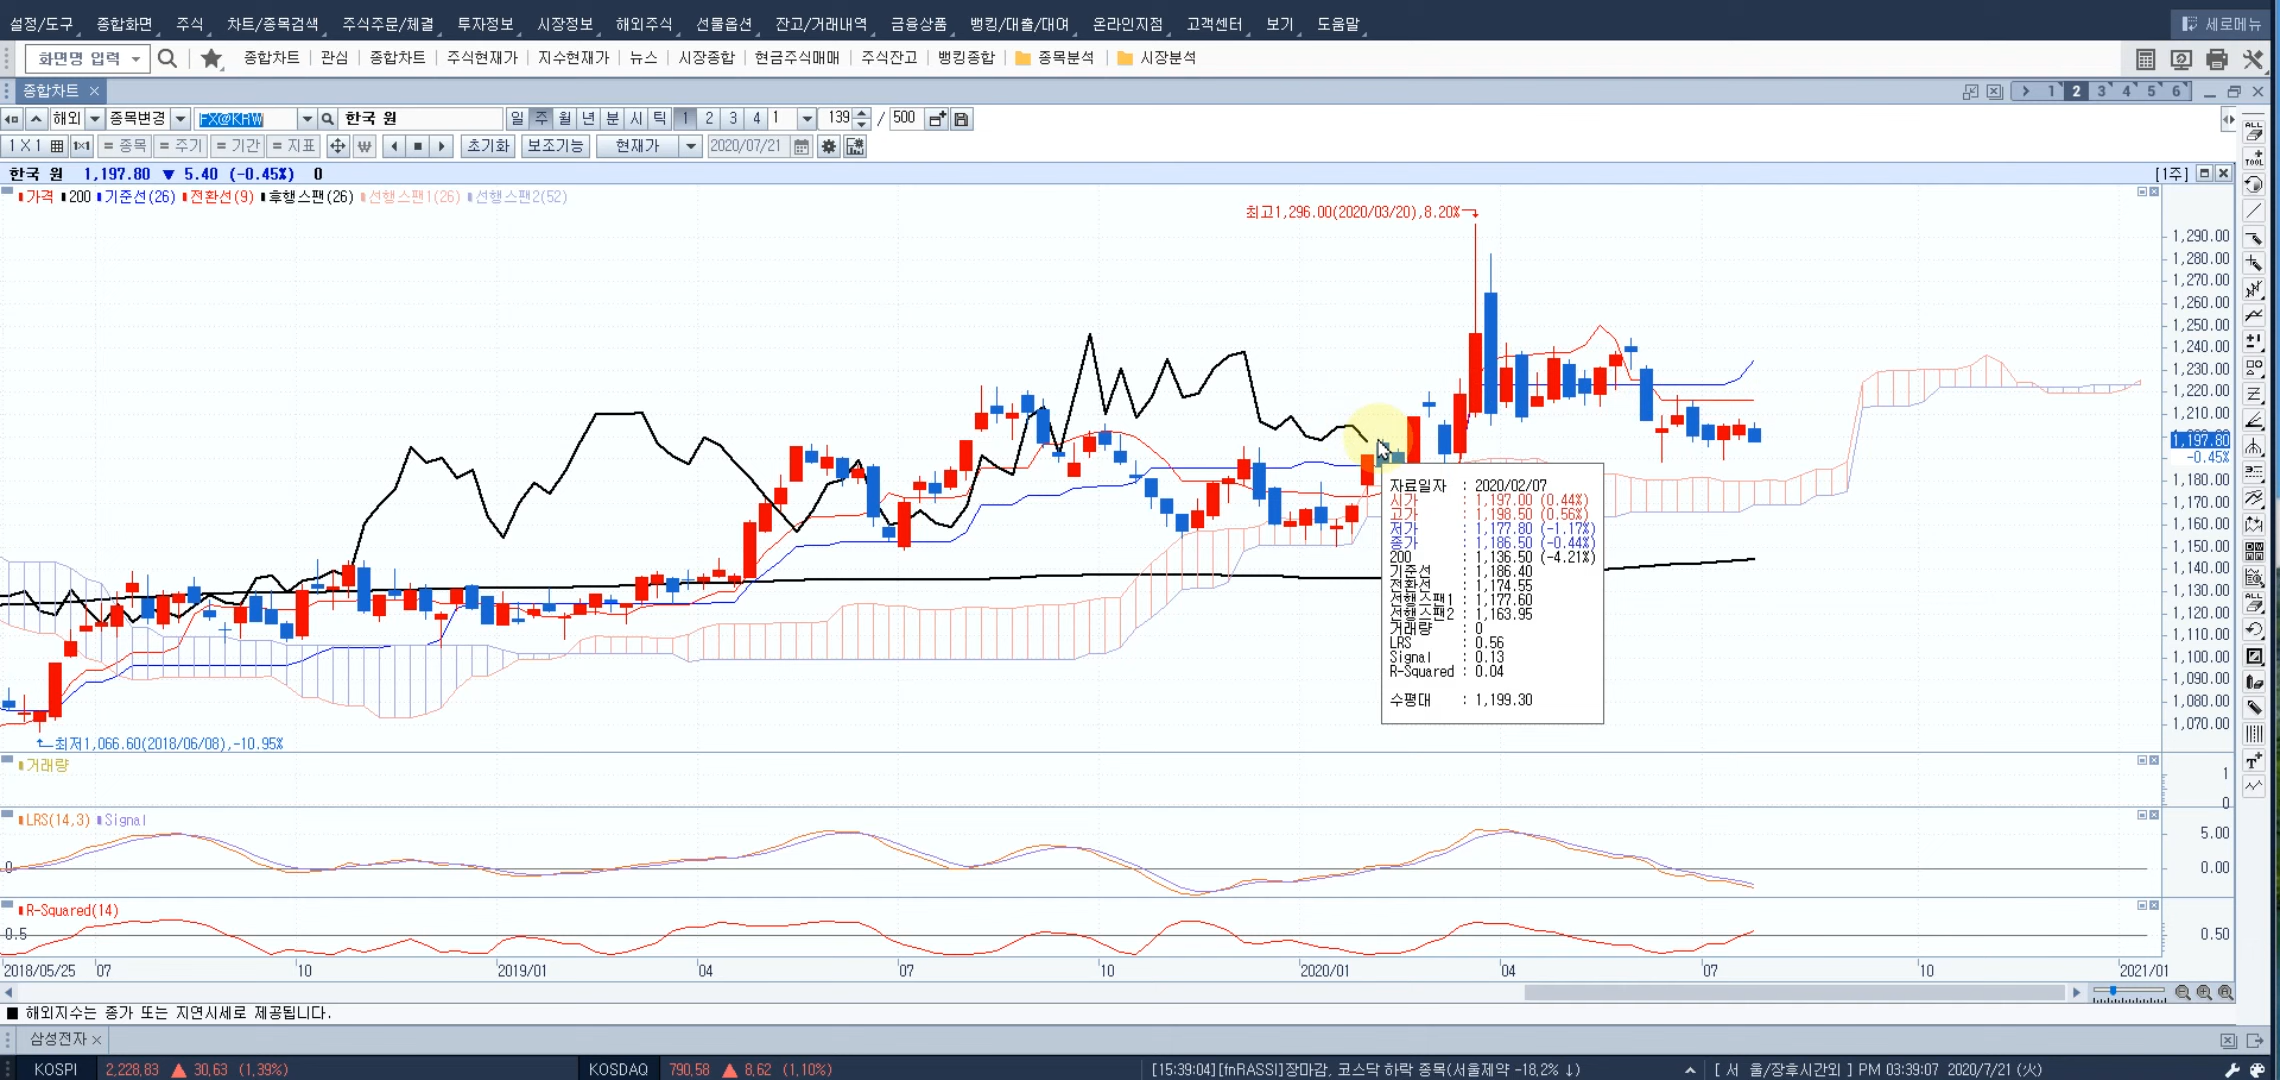 설정/도구 종합화면 주식 차트/종목검색 주식주문/체결 투자정보 시장정보 해외주식 선물옵션 잔고/거래내역 금융상품 뱅킹/대출/대여 온라인지점 고객센터 보기 도움말 세로메뉴
화면명 입력 종합차트 관심 종합차트 주식현재가 지수현재가 뉴스 시장종합 현금주식매매 주식잔고 뱅킹종합 종목분석 시장분석
종합차트 1 2 3 4 5 6
해외 종목변경 FX@KRW 한국 원 일 주 월 년 분 시 틱 1 2 3 4 1 139 / 500
1 X 1 = 종목 = 주기 = 기간 = 지표 초기화 보조기능 현재가 2020/07/21
한국 원 1,197.80 ▼ 5.40 (-0.45%) 0 [1주]
가격 200 기준선(26) 전환선(9) 후행스팬(26) 선행스팬1(26) 선행스팬2(52)
최고1,296.00(2020/03/20),8.20%
1,290.00
1,280.00
1,270.00
1,260.00
1,250.00
1,240.00
1,230.00
1,220.00
1,210.00
1,197.80
-0.45%
1,180.00
1,170.00
1,160.00
1,150.00
1,140.00
1,130.00
1,120.00
1,110.00
1,100.00
1,090.00
1,080.00
1,070.00
자료일자 : 2020/02/07
시가 : 1,197.00 (0.44%)
고가 : 1,198.50 (0.56%)
저가 : 1,177.80 (-1.17%)
종가 : 1,186.50 (-0.44%)
200 : 1,136.50 (-4.21%)
기준선 : 1,186.40
전환선 : 1,174.55
선행스팬1 : 1,177.60
선행스팬2 : 1,163.95
거래량 : 0
LRS : 0.56
Signal : 0.13
R-Squared : 0.04
수평대 : 1,199.30
최저1,066.60(2018/06/08),-10.95%
거래량
1
0
LRS(14,3) Signal
5.00
0 0.00
R-Squared(14)
0.5 0.50
2018/05/25 07 10 2019/01 04 07 10 2020/01 04 07 10 2021/01
■ 해외지수는 종가 또는 지연시세로 제공됩니다.
삼성전자
KOSPI 2,228.83 ▲ 30.63 (1.39%) KOSDAQ 790.58 ▲ 8.62 (1.10%) [15:39:04][fnRASSI]장마감, 코스닥 하락 종목(서울제약 -18.2% ↓) [ 서 울/장후시간외 ] PM 03:39:07 2020/7/21 (火)